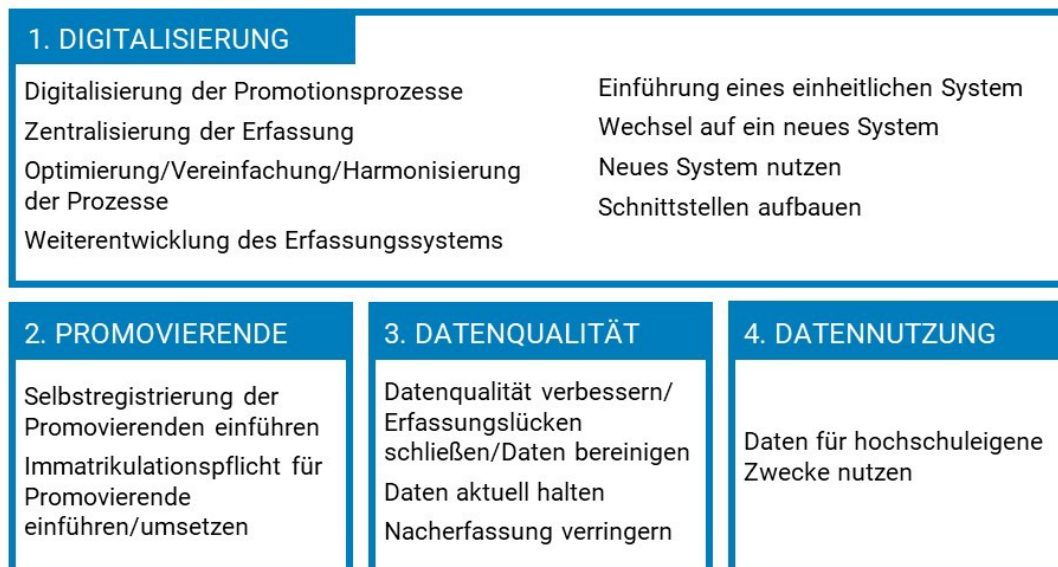 1. DIGITALISIERUNG
Digitalisierung der Promotionsprozesse
Zentralisierung der Erfassung
Optimierung/Vereinfachung/Harmonisierung
der Prozesse
Weiterentwicklung des Erfassungssystems
Einführung eines einheitlichen System
Wechsel auf ein neues System
Neues System nutzen
Schnittstellen aufbauen
2. PROMOVIERENDE
Selbstregistrierung der
Promovierenden einführen
Immatrikulationspflicht für
Promovierende
einführen/umsetzen
3. DATENQUALITÄT
Datenqualität verbessern/
Erfassungslücken
schließen/Daten bereinigen
Daten aktuell halten
Nacherfassung verringern
4. DATENNUTZUNG
Daten für hochschuleigene
Zwecke nutzen